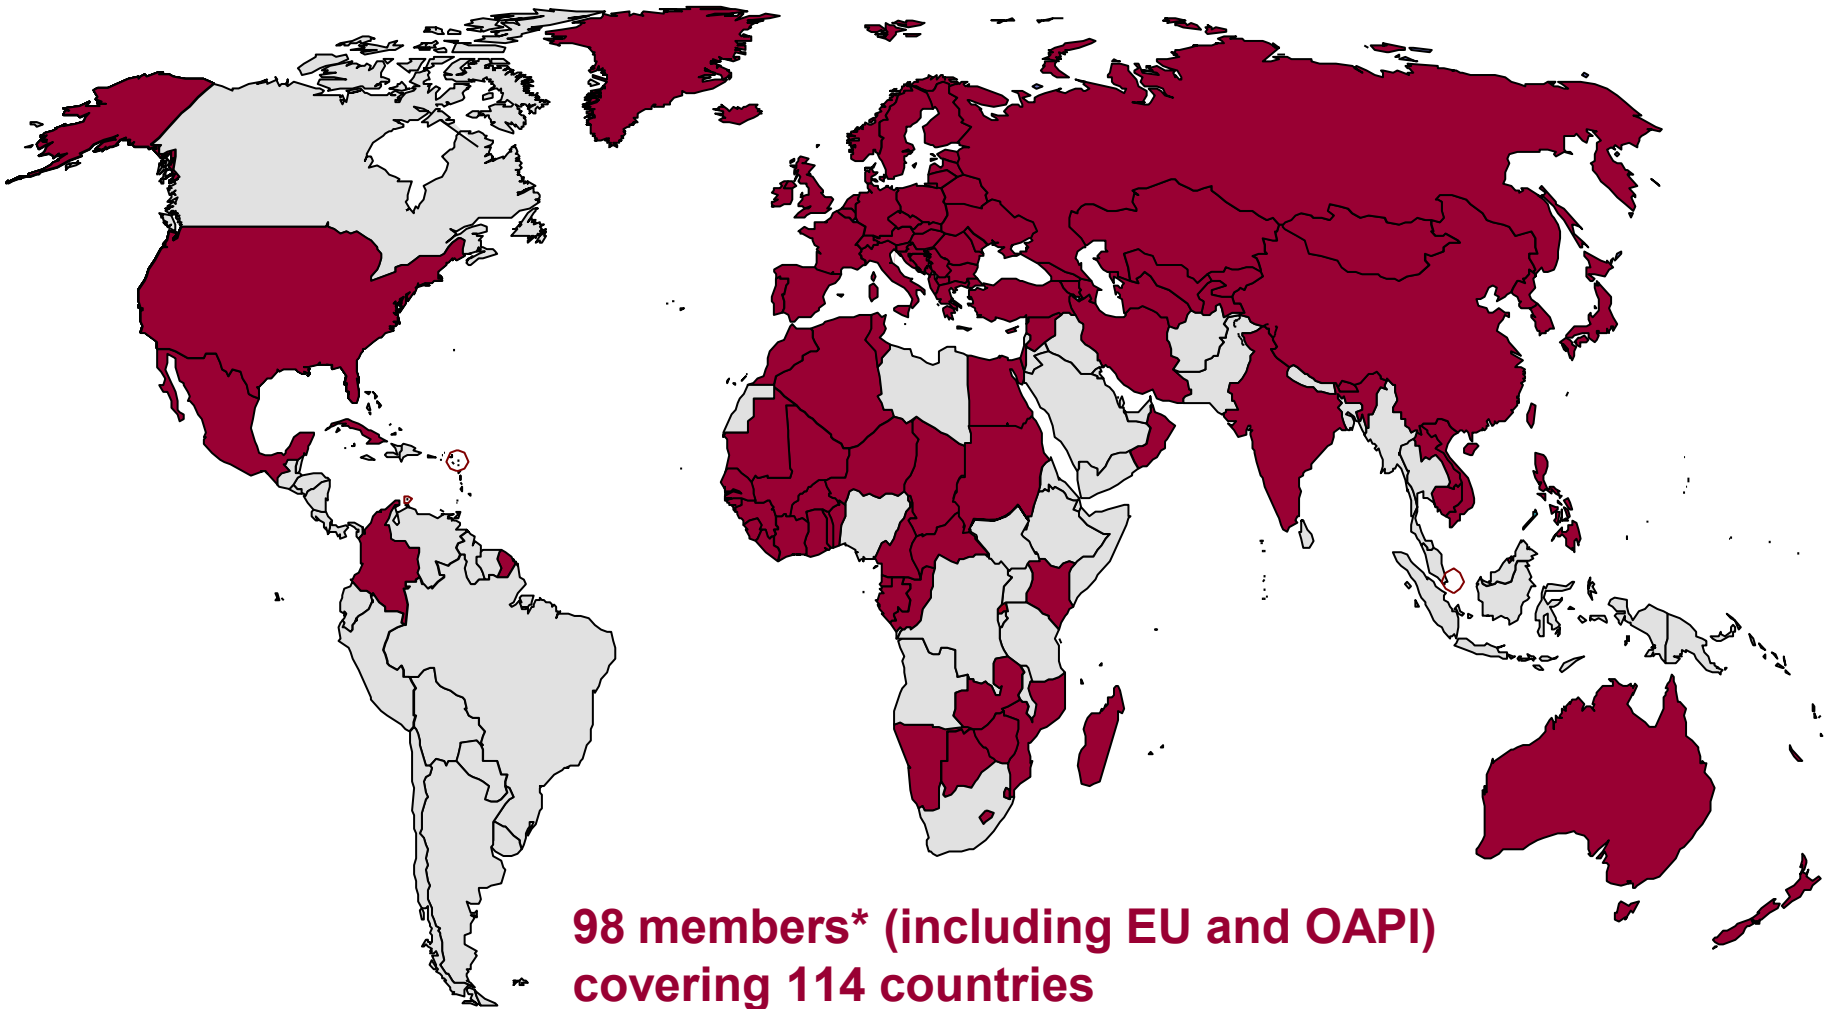 98 members* (including EU and OAPI)
covering 114 countries